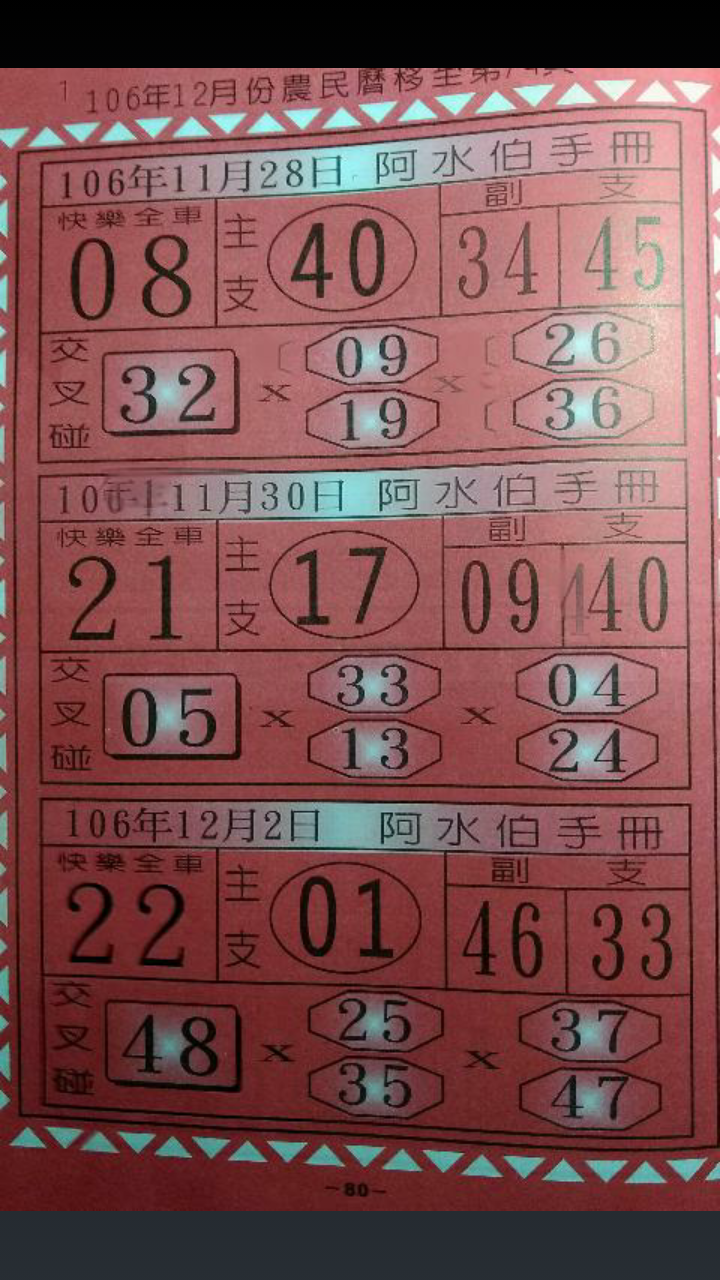 106年12月份農民曆移至第74頁
106年11月28日 阿水伯手冊
快樂全車 主支 副支
08 40 34 45
交叉碰 32 × 09 × 26
19 36
11月30日 阿水伯手冊
快樂全車 主支 副支
21 17 09 40
交叉碰 05 × 33 × 04
13 24
106年12月2日 阿水伯手冊
快樂全車 主支 副支
22 01 46 33
交叉碰 48 × 25 × 37
35 47
-80-